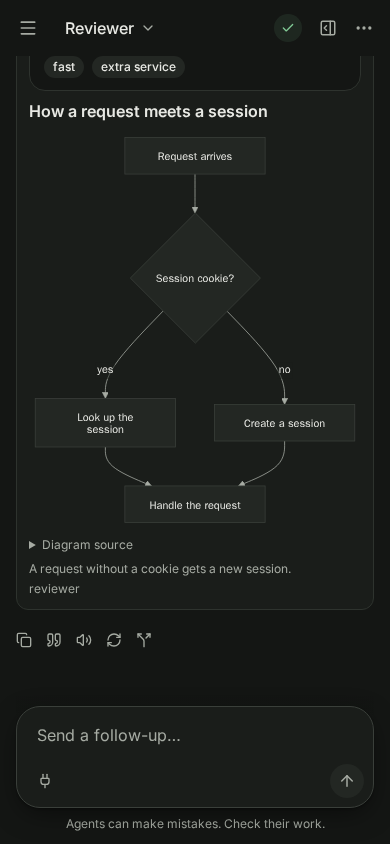 Reviewer
fast
extra service
How a request meets a session
Request arrives
Session cookie?
yes
no
Look up the
session
Create a session
Handle the request
Diagram source
A request without a cookie gets a new session.
reviewer
Send a follow-up...
Agents can make mistakes. Check their work.